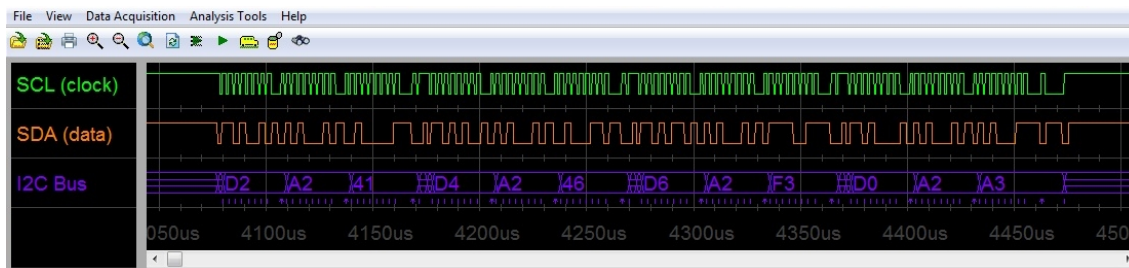 File View Data Acquisition Analysis Tools Help
SCL (clock)
SDA (data)
I2C Bus D2 A2 41 D4 A2 46 D6 A2 F3 D0 A2 A3
050us 4100us 4150us 4200us 4250us 4300us 4350us 4400us 4450us 450